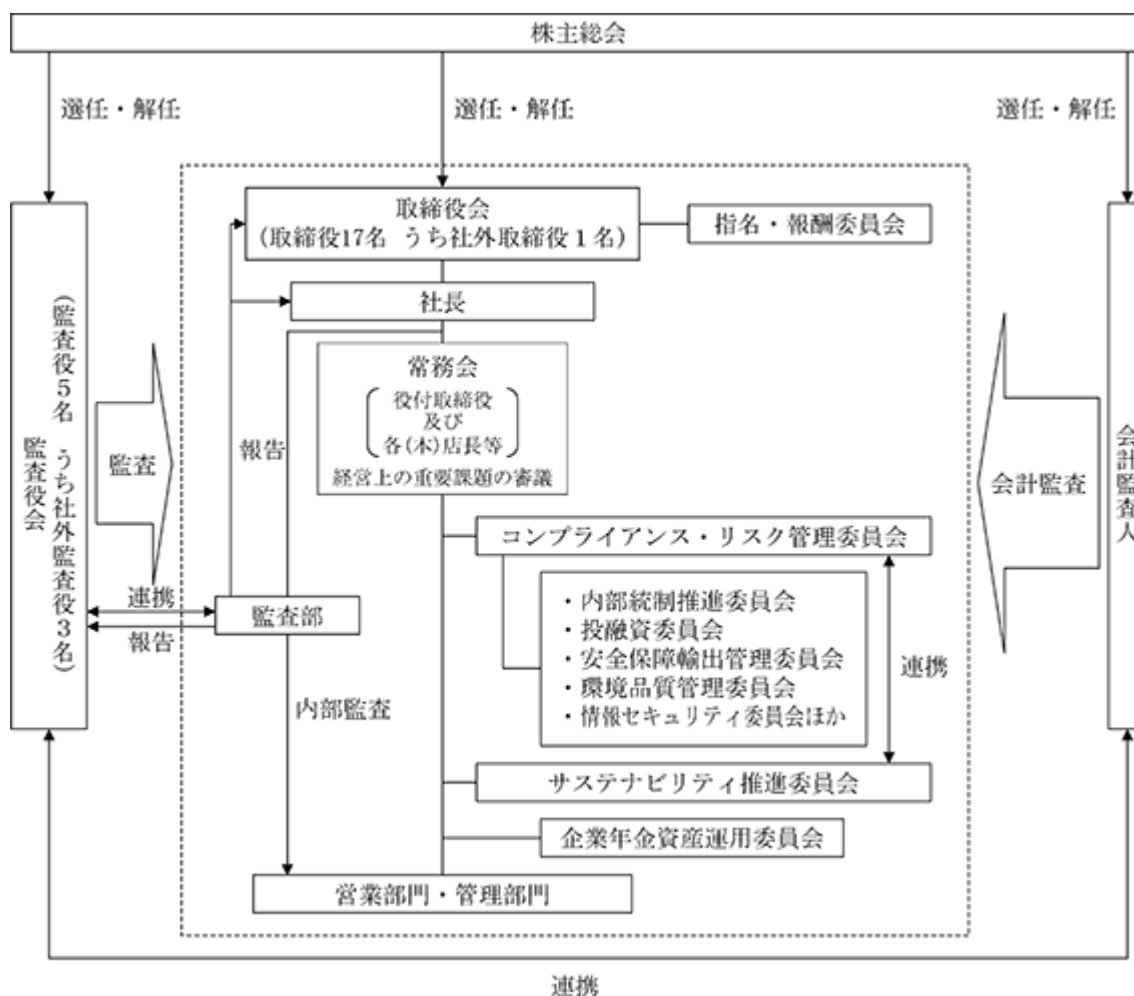 株主総会
選任・解任
選任・解任
選任・解任
取締役会
(取締役17名 うち社外取締役1名)
指名・報酬委員会
社長
常務会
役付取締役
及び
各(本)店長等
経営上の重要課題の審議
(監査役5名 うち社外監査役3名)
監査役会
監査
報告
会計監査
会計監査人
コンプライアンス・リスク管理委員会
連携
監査部
報告
・内部統制推進委員会
・投融資委員会
・安全保障輸出管理委員会
・環境品質管理委員会
・情報セキュリティ委員会ほか
連携
内部監査
サステナビリティ推進委員会
企業年金資産運用委員会
営業部門・管理部門
連携